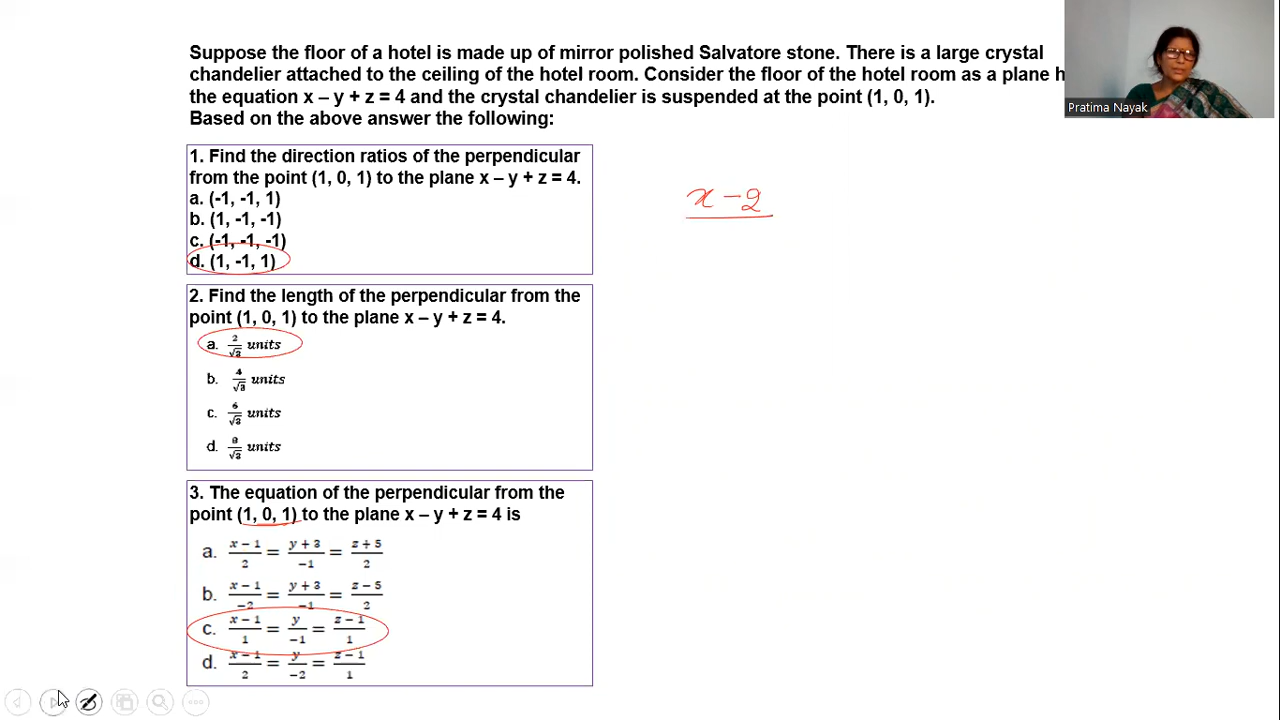 Suppose the floor of a hotel is made up of mirror polished Salvatore stone. There is a large crystal
chandelier attached to the ceiling of the hotel room. Consider the floor of the hotel room as a plane h
the equation x – y + z = 4 and the crystal chandelier is suspended at the point (1, 0, 1).
Based on the above answer the following:
Pratima Nayak
1. Find the direction ratios of the perpendicular
from the point (1, 0, 1) to the plane x – y + z = 4.
a. (-1, -1, 1)
b. (1, -1, -1)
c. (-1, -1, -1)
d. (1, -1, 1)
x – 2
2. Find the length of the perpendicular from the
point (1, 0, 1) to the plane x – y + z = 4.
a. 2/√3 units
b. 4/√3 units
c. 6/√3 units
d. 8/√3 units
3. The equation of the perpendicular from the
point (1, 0, 1) to the plane x – y + z = 4 is
a. (x – 1)/2 = (y + 3)/–1 = (z + 5)/2
b. (x – 1)/–2 = (y + 3)/–1 = (z – 5)/2
c. (x – 1)/1 = y/–1 = (z – 1)/1
d. (x – 1)/2 = y/–2 = (z – 1)/1